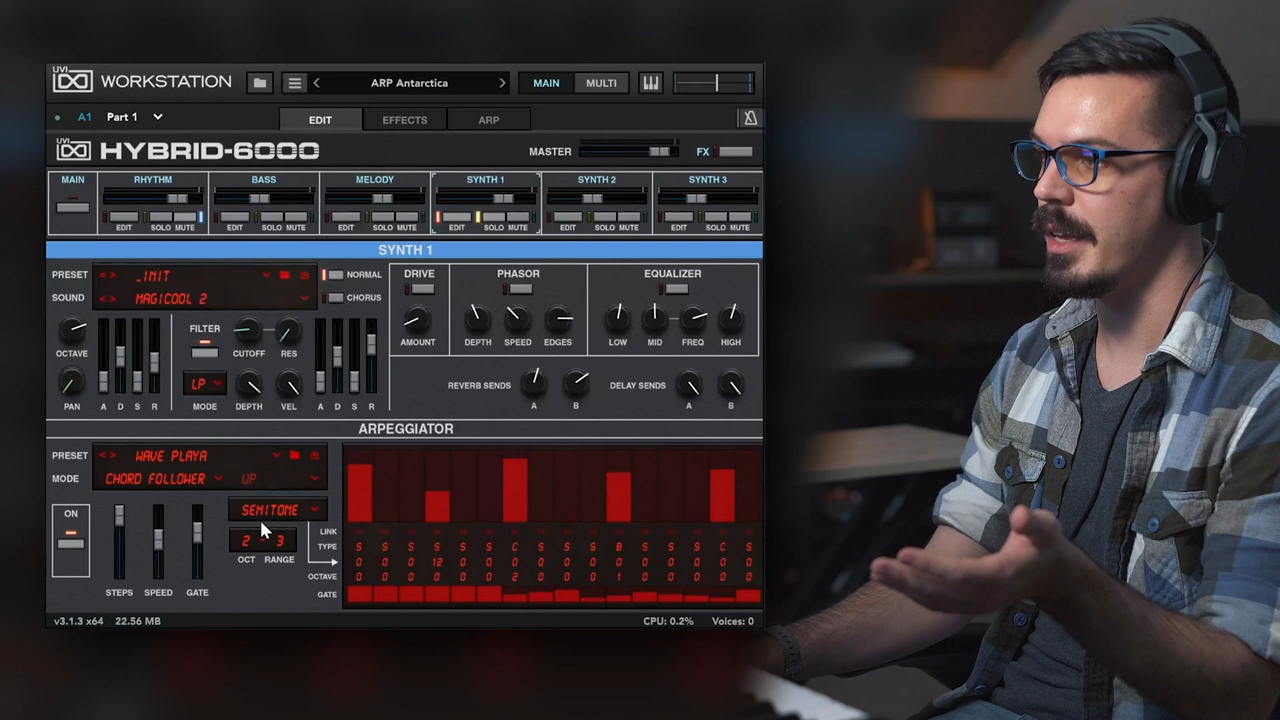 UVI
WORKSTATION
ARP Antarctica
MAIN MULTI
A1 Part 1
EDIT EFFECTS ARP
UVI
HYBRID-6000
MASTER FX
MAIN RHYTHM BASS MELODY SYNTH 1 SYNTH 2 SYNTH 3
EDIT SOLO MUTE EDIT SOLO MUTE EDIT SOLO MUTE EDIT SOLO MUTE EDIT SOLO MUTE EDIT SOLO MUTE
SYNTH 1
PRESET _INIT NORMAL DRIVE PHASOR EQUALIZER
SOUND MAGICOOL 2 CHORUS
FILTER
OCTAVE CUTOFF RES AMOUNT DEPTH SPEED EDGES LOW MID FREQ HIGH
LP REVERB SENDS DELAY SENDS
PAN A D S R MODE DEPTH VEL A D S R A B A B
ARPEGGIATOR
PRESET WAVE PLAYA
MODE CHORD FOLLOWER UP
ON SEMITONE
2 - 3
OCT RANGE
STEPS SPEED GATE
LINK
TYPE S S S S S S C S S S B S S S C S
0 0 0 12 0 0 0 0 0 0 0 0 0 0 0 0
OCTAVE 0 0 0 0 0 0 2 0 0 0 1 0 0 0 0 0
GATE
v3.1.3 x64 22.56 MB CPU: 0.2% Voices: 0